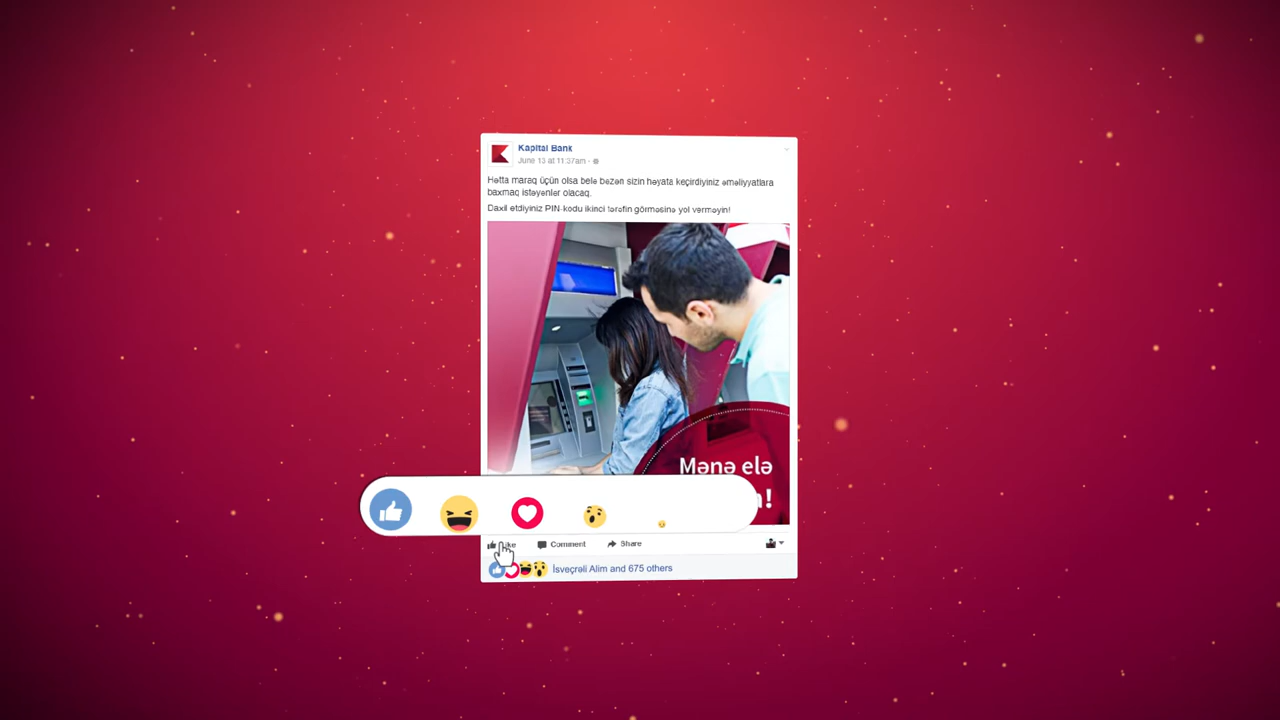 Kapital Bank
June 13 at 11:37am
Hətta maraq üçün olsa belə bəzən sizin həyata keçirdiyiniz əməliyyatlara
baxmaq istəyənlər olacaq.
Daxil etdiyiniz PIN-kodu ikinci tərəfin görməsinə yol verməyin!
Mənə elə
Comment
Share
İsveçrəli Alim and 675 others